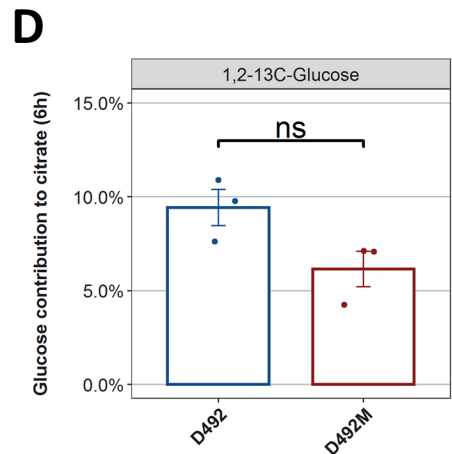 D
1,2-13C-Glucose
Glucose contribution to citrate (6h)
15.0%
ns
10.0%
5.0%
0.0%
D492
D492M